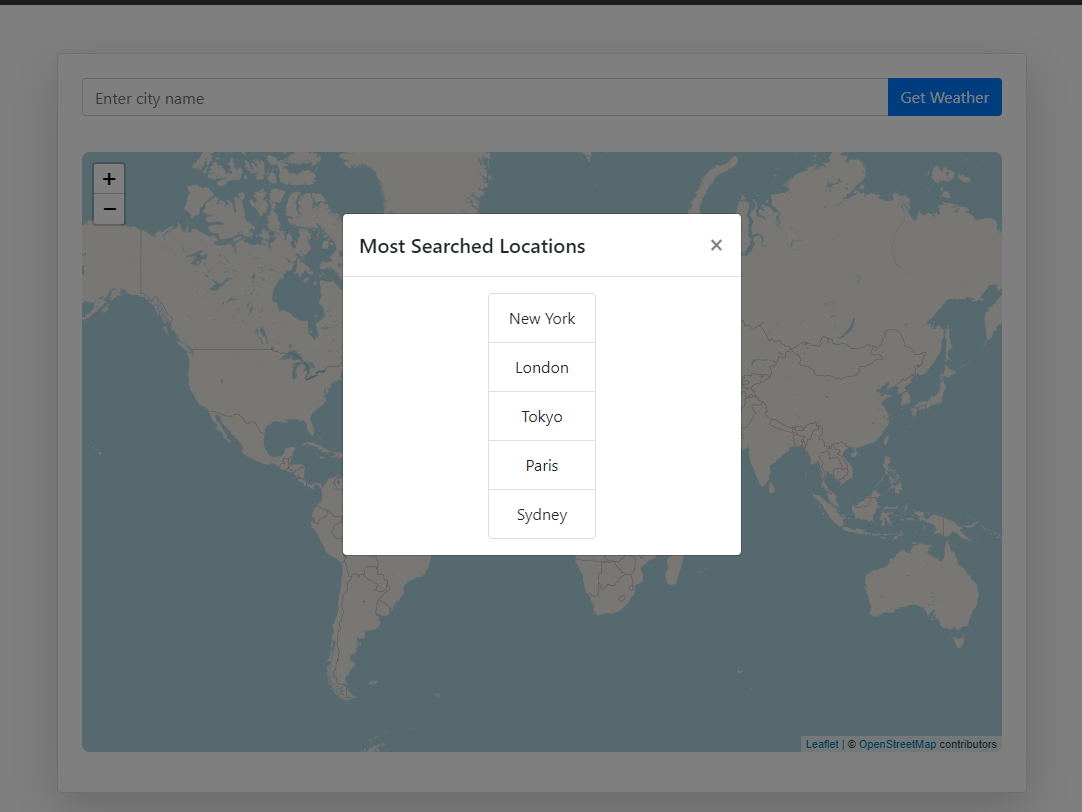 Enter city name
Get Weather
+
−
Most Searched Locations
×
New York
London
Tokyo
Paris
Sydney
Leaflet | © OpenStreetMap contributors